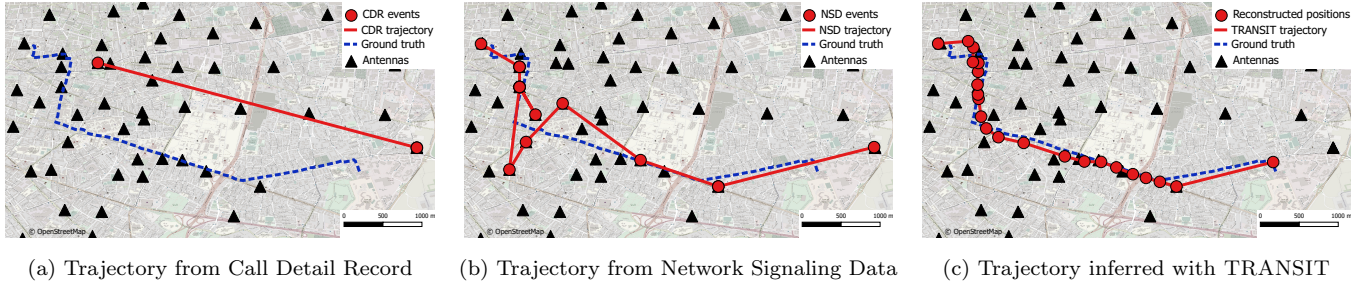 CDR events
CDR trajectory
Ground truth
Antennas
0 500 1000 m
© OpenStreetMap
(a) Trajectory from Call Detail Record
NSD events
NSD trajectory
Ground truth
Antennas
0 500 1000 m
© OpenStreetMap
(b) Trajectory from Network Signaling Data
Reconstructed positions
TRANSIT trajectory
Ground truth
Antennas
0 500 1000 m
© OpenStreetMap
(c) Trajectory inferred with TRANSIT